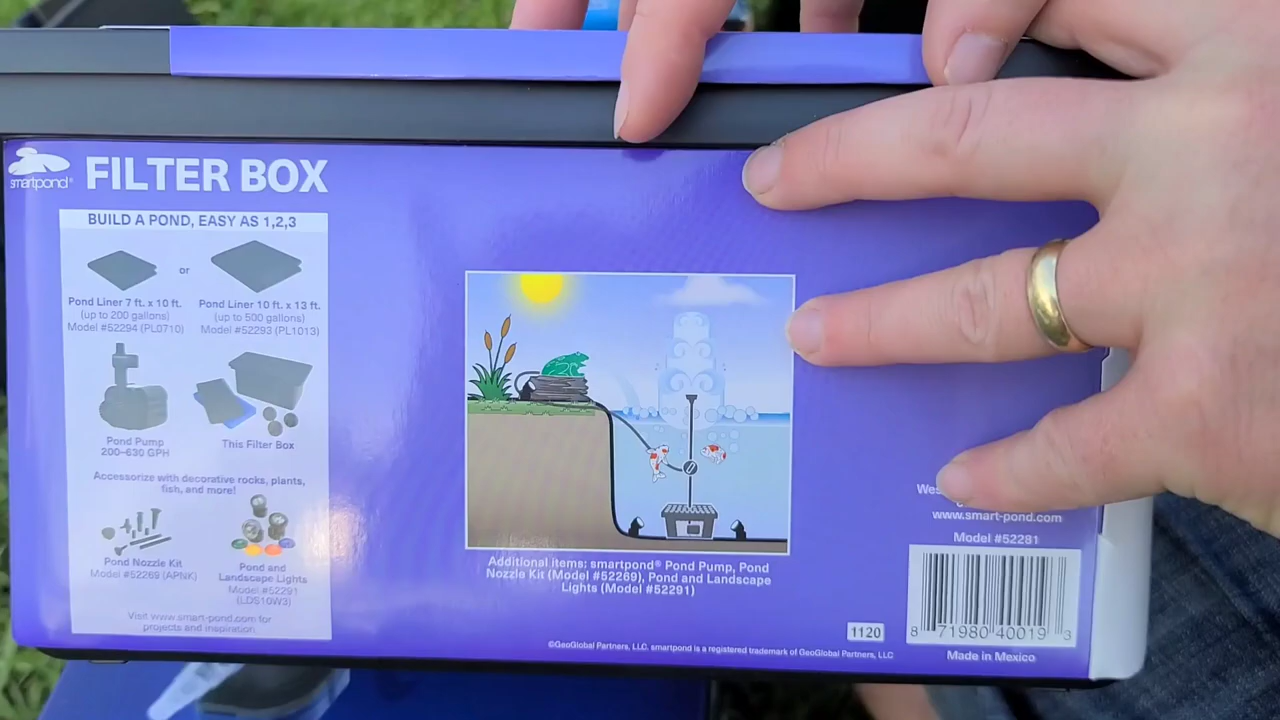 smartpond®
FILTER BOX
BUILD A POND, EASY AS 1,2,3
or
Pond Liner 7 ft. x 10 ft.
(up to 200 gallons)
Model #52294 (PL0710)
Pond Liner 10 ft x 13 ft.
(up to 500 gallons)
Model #52293 (PL1013)
Pond Pump
200–630 GPH
This Filter Box
Accessorize with decorative rocks, plants,
fish, and more!
Pond Nozzle Kit
Model #52269 (APNK)
Pond and
Landscape Lights
Model #52291
(LDS10W3)
Visit www.smart-pond.com for
projects and inspiration.
Additional items: smartpond® Pond Pump, Pond
Nozzle Kit (Model #52269), Pond and Landscape
Lights (Model #52291)
©GeoGlobal Partners, LLC. smartpond is a registered trademark of GeoGlobal Partners, LLC
1120
www.smart-pond.com
Model #52281
8 71980 40019 3
Made in Mexico